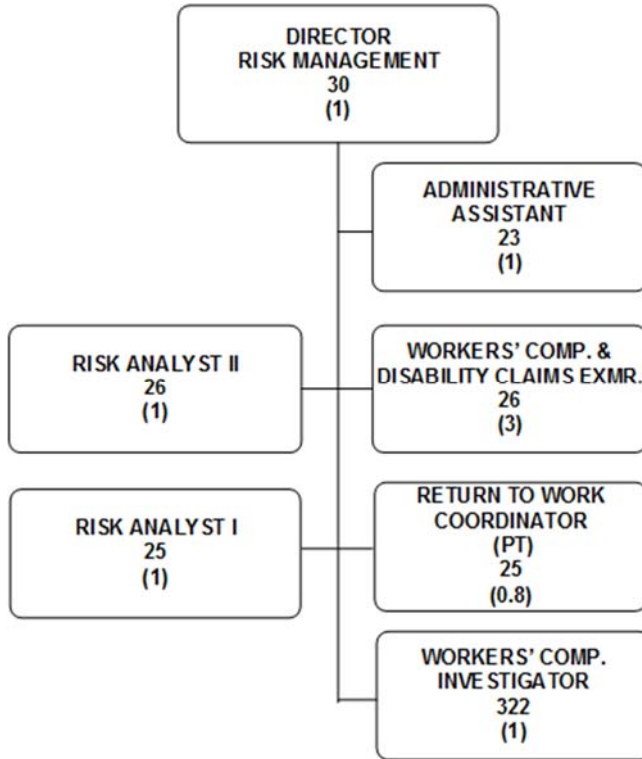 DIRECTOR
RISK MANAGEMENT
30
(1)
ADMINISTRATIVE
ASSISTANT
23
(1)
RISK ANALYST II
26
(1)
WORKERS' COMP. &
DISABILITY CLAIMS EXMR.
26
(3)
RISK ANALYST I
25
(1)
RETURN TO WORK
COORDINATOR
(PT)
25
(0.8)
WORKERS' COMP.
INVESTIGATOR
322
(1)